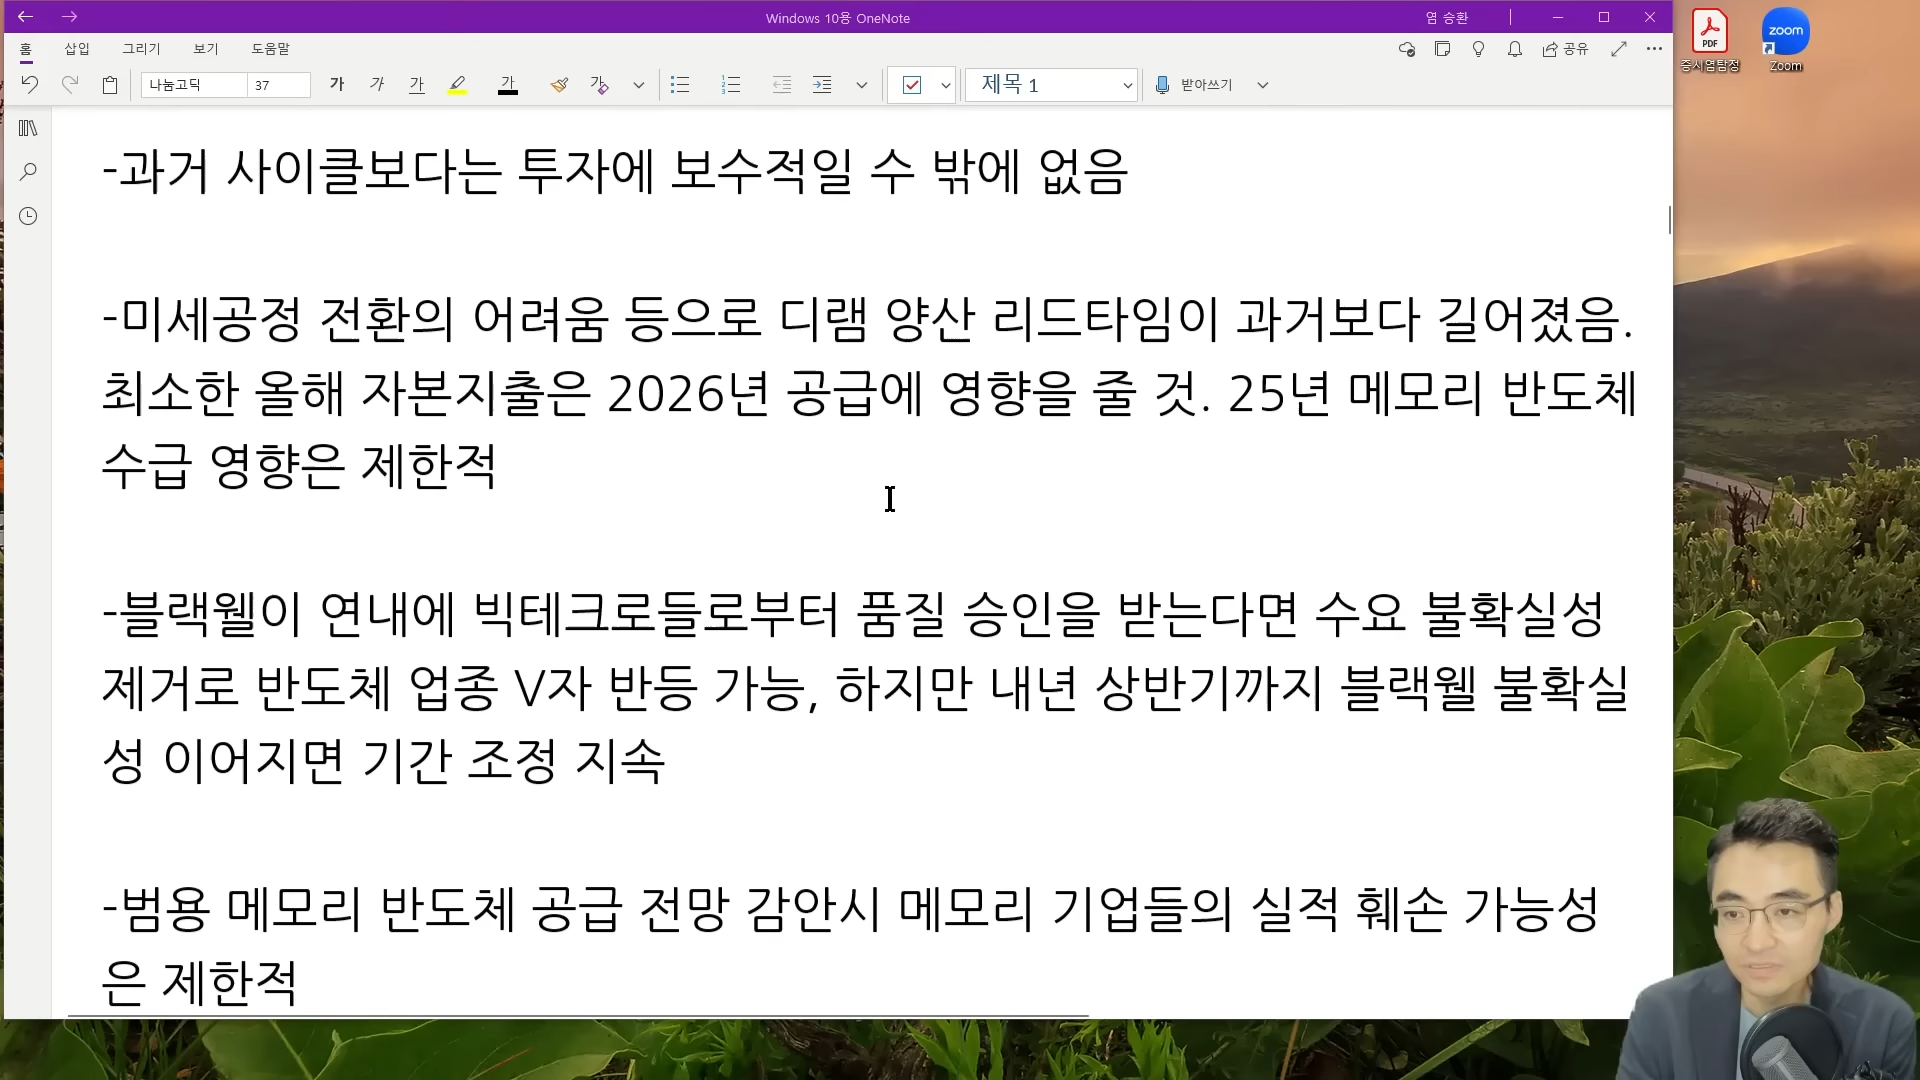 Windows 10용 OneNote
염 승환
홈 삽입 그리기 보기 도움말
공유
나눔고딕 37 가 가 가 가 가
제목 1
받아쓰기
PDF
증시염탐정
zoom
Zoom
-과거 사이클보다는 투자에 보수적일 수 밖에 없음
-미세공정 전환의 어려움 등으로 디램 양산 리드타임이 과거보다 길어졌음.
최소한 올해 자본지출은 2026년 공급에 영향을 줄 것. 25년 메모리 반도체
수급 영향은 제한적
-블랙웰이 연내에 빅테크로들로부터 품질 승인을 받는다면 수요 불확실성
제거로 반도체 업종 V자 반등 가능, 하지만 내년 상반기까지 블랙웰 불확실
성 이어지면 기간 조정 지속
-범용 메모리 반도체 공급 전망 감안시 메모리 기업들의 실적 훼손 가능성
은 제한적